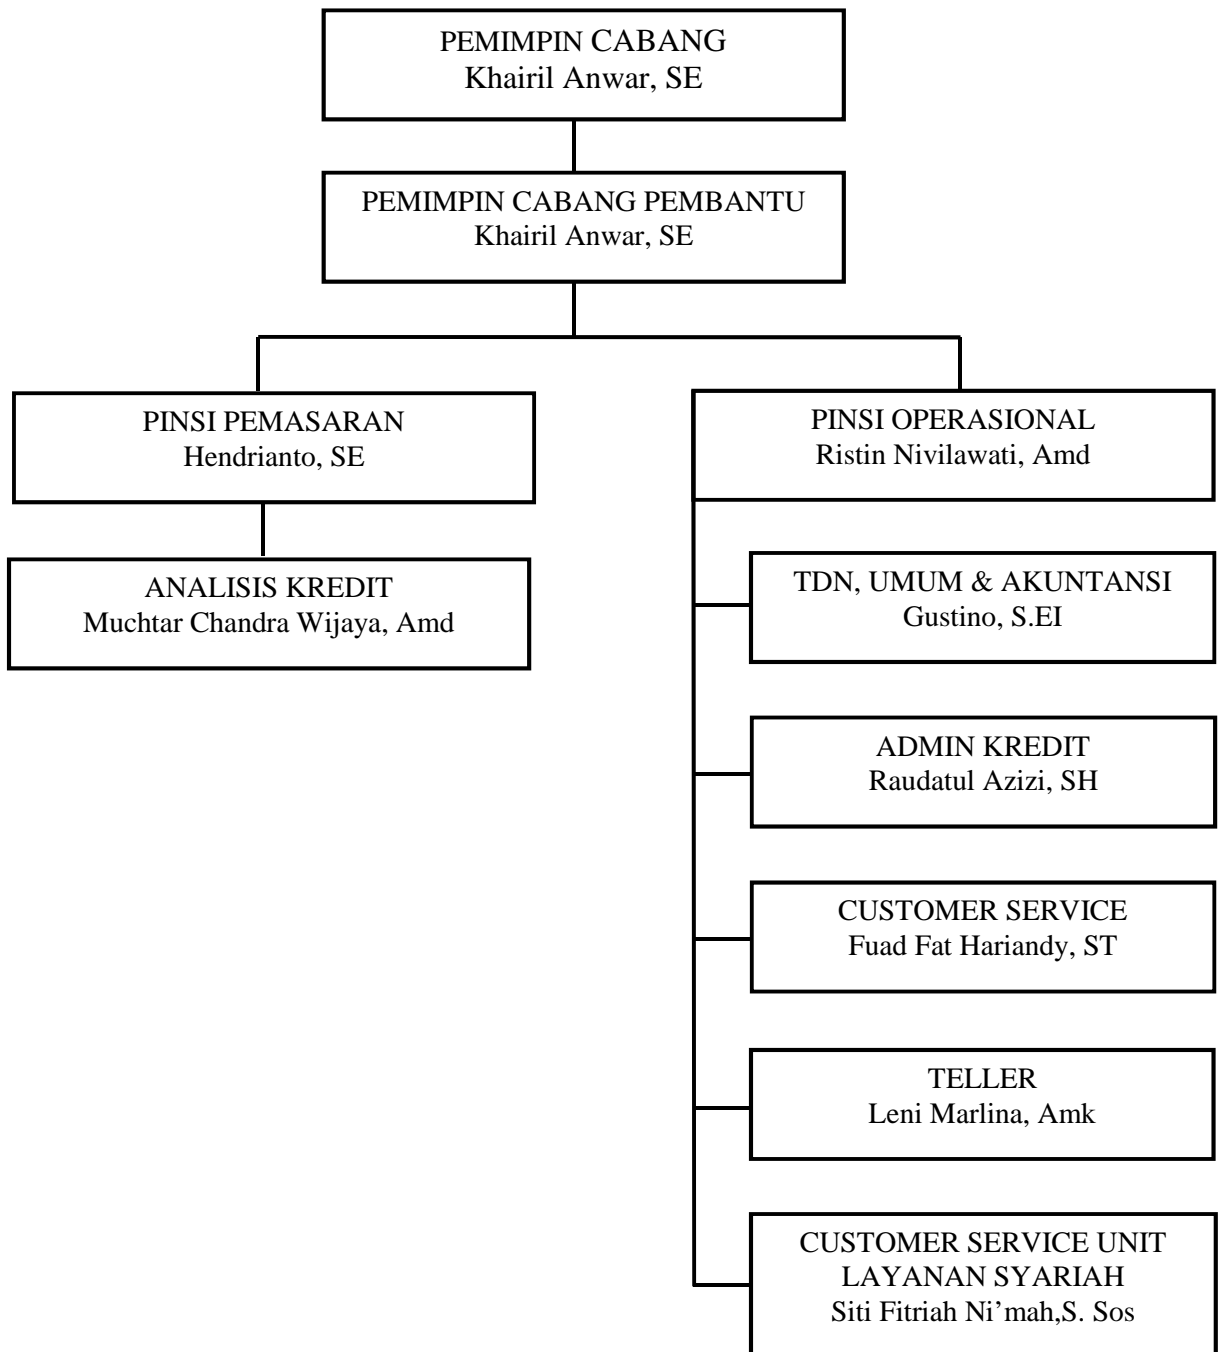 PEMIMPIN CABANG
Khairil Anwar, SE
PEMIMPIN CABANG PEMBANTU
Khairil Anwar, SE
PINSI PEMASARAN
Hendrianto, SE
ANALISIS KREDIT
Muchtar Chandra Wijaya, Amd
PINSI OPERASIONAL
Ristin Nivilawati, Amd
TDN, UMUM & AKUNTANSI
Gustino, S.EI
ADMIN KREDIT
Raudatul Azizi, SH
CUSTOMER SERVICE
Fuad Fat Hariandy, ST
TELLER
Leni Marlina, Amk
CUSTOMER SERVICE UNIT
LAYANAN SYARIAH
Siti Fitriah Ni’mah,S. Sos